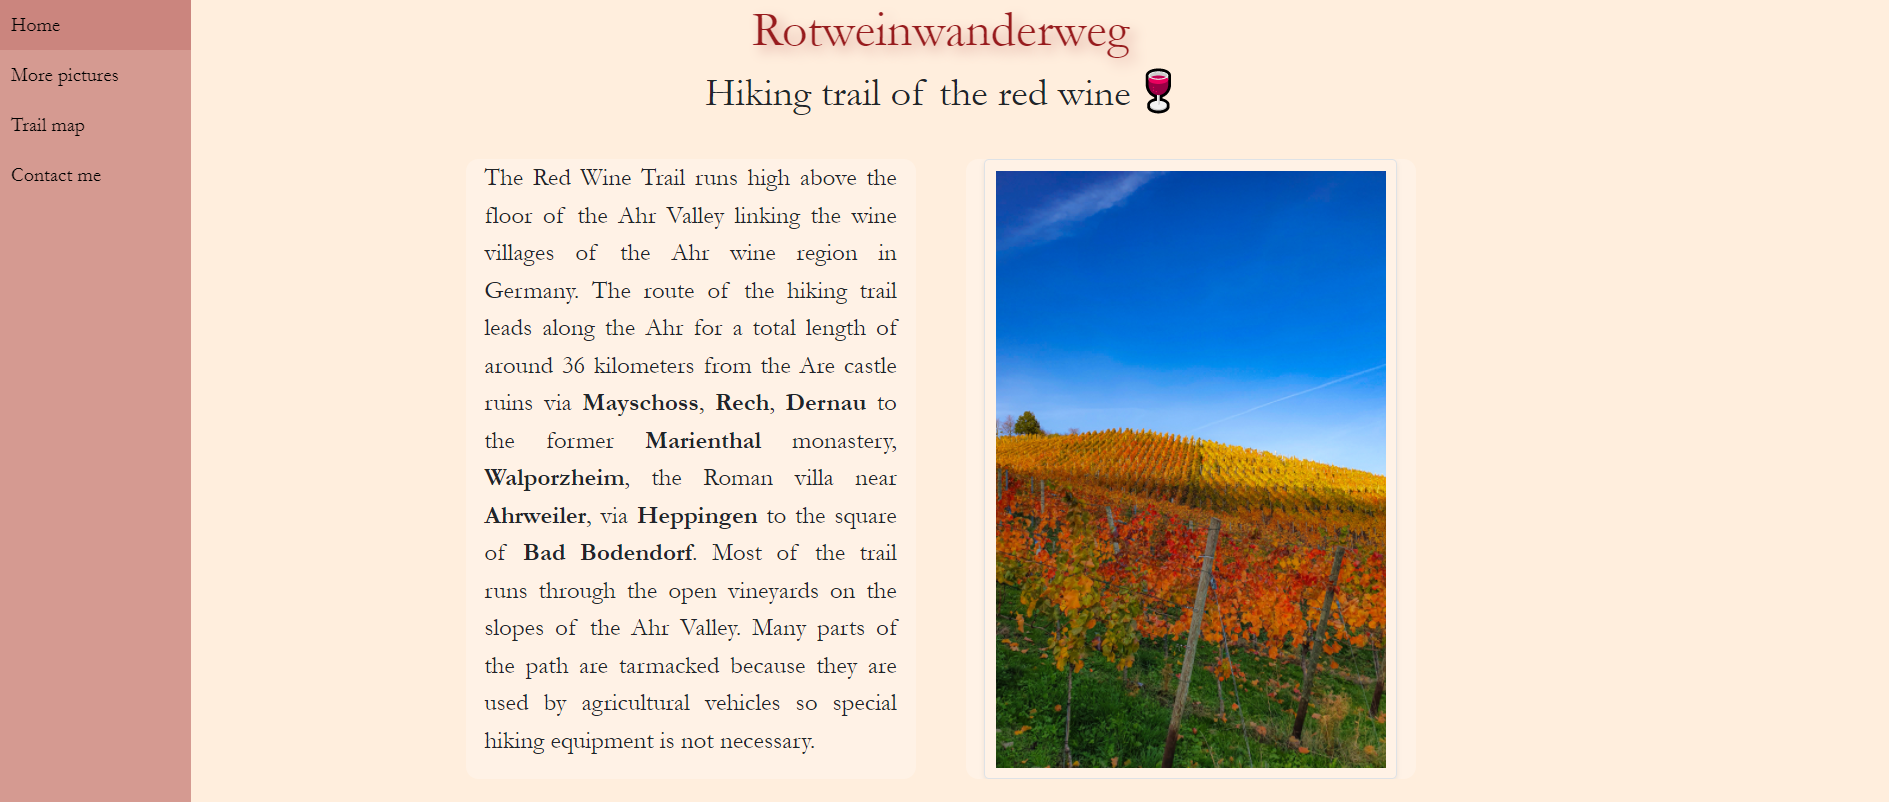 Home
More pictures
Trail map
Contact me
Rotweinwanderweg
Hiking trail of the red wine 🍷
The Red Wine Trail runs high above the
floor of the Ahr Valley linking the wine
villages of the Ahr wine region in
Germany. The route of the hiking trail
leads along the Ahr for a total length of
around 36 kilometers from the Are castle
ruins via Mayschoss, Rech, Dernau to
the former Marienthal monastery,
Walporzheim, the Roman villa near
Ahrweiler, via Heppingen to the square
of Bad Bodendorf. Most of the trail
runs through the open vineyards on the
slopes of the Ahr Valley. Many parts of
the path are tarmacked because they are
used by agricultural vehicles so special
hiking equipment is not necessary.